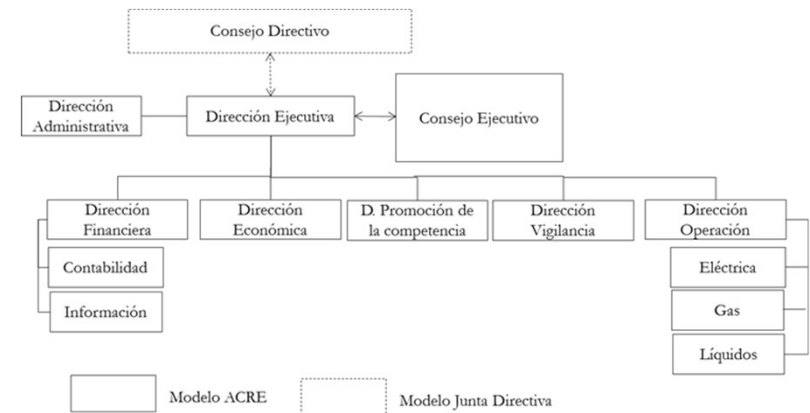 Consejo Directivo
Dirección
Administrativa
Dirección Ejecutiva
Consejo Ejecutivo
Dirección
Financiera
Dirección
Económica
D. Promoción de
la competencia
Dirección
Vigilancia
Dirección
Operación
Contabilidad
Información
Eléctrica
Gas
Líquidos
Modelo ACRE
Modelo Junta Directiva